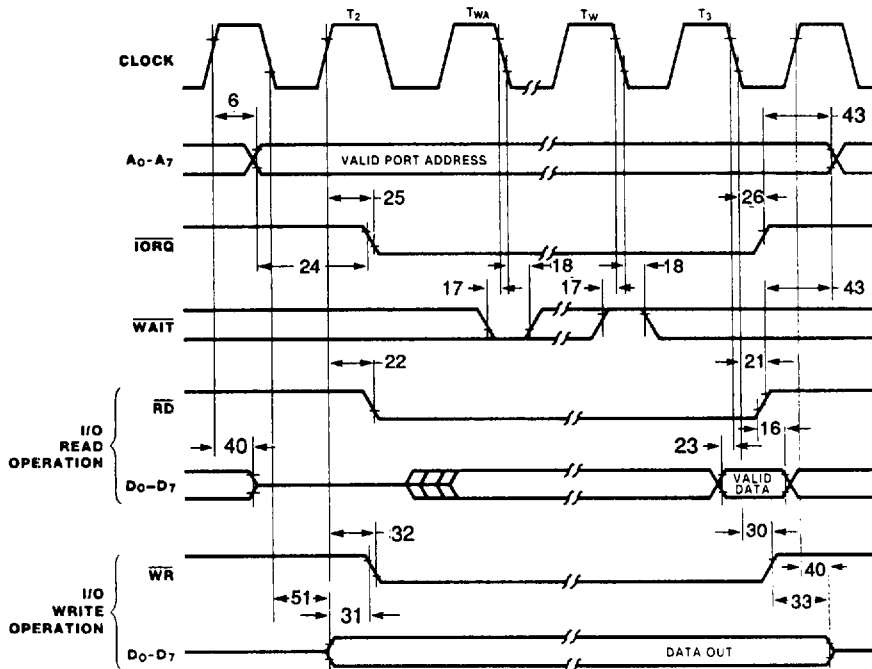 T2 TWA TW T3
CLOCK
6 43
A0-A7 VALID PORT ADDRESS
25 26
IORQ
24 18 18
17 17 43
WAIT
22 21
RD
I/O
READ
OPERATION
16
40 23
D0-D7 VALID
DATA
32 30
WR
40
I/O
WRITE
OPERATION
51 31 33
D0-D7 DATA OUT